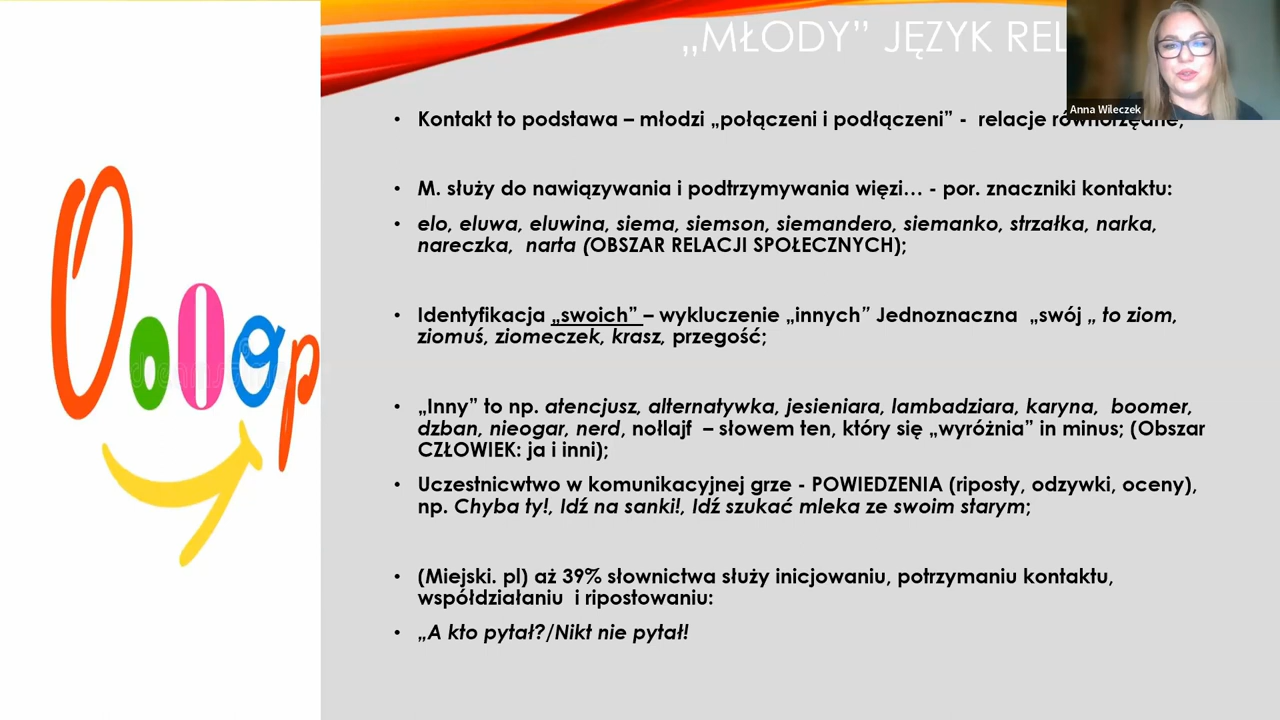 „MŁODY” JĘZYK REL
Anna Wileczek
• Kontakt to podstawa – młodzi „połączeni i podłączeni” - relacje równorzędne;
• M. służy do nawiązywania i podtrzymywania więzi… - por. znaczniki kontaktu:
• elo, eluwa, eluwina, siema, siemson, siemandero, siemanko, strzałka, narka,
nareczka, narta (OBSZAR RELACJI SPOŁECZNYCH);
• Identyfikacja „swoich” – wykluczenie „innych” Jednoznaczna „swój „ to ziom,
ziomuś, ziomeczek, krasz, przegość;
• „Inny” to np. atencjusz, alternatywka, jesieniara, lambadziara, karyna, boomer,
dzban, nieogar, nerd, nołlajf – słowem ten, który się „wyróżnia” in minus; (Obszar
CZŁOWIEK: ja i inni);
• Uczestnicwtwo w komunikacyjnej grze - POWIEDZENIA (riposty, odzywki, oceny),
np. Chyba ty!, Idź na sanki!, Idź szukać mleka ze swoim starym;
• (Miejski. pl) aż 39% słownictwa służy inicjowaniu, potrzymaniu kontaktu,
współdziałaniu i ripostowaniu:
• „A kto pytał?/Nikt nie pytał!